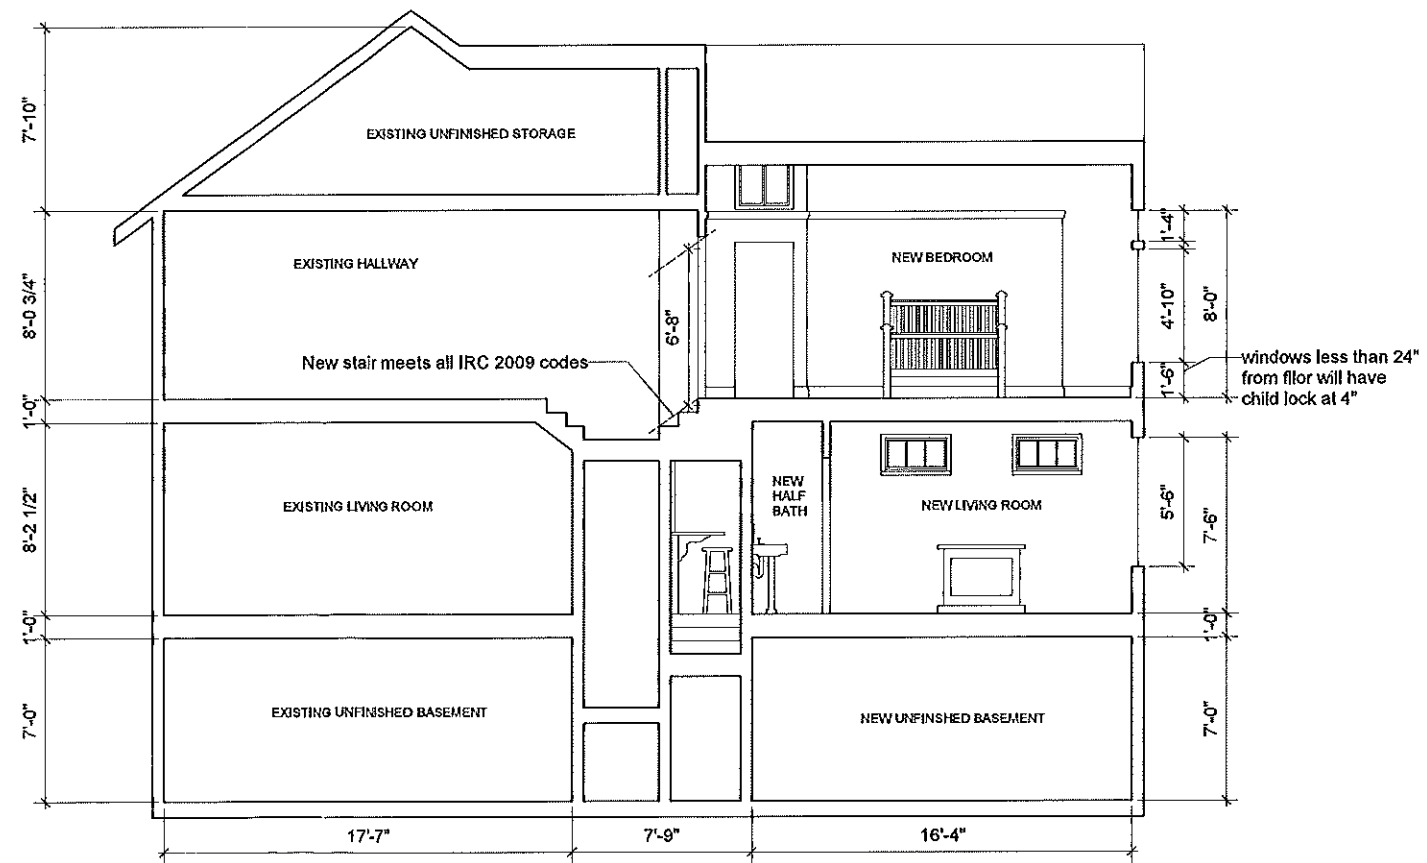 7'-10"
EXISTING UNFINISHED STORAGE
8'-0 3/4"
EXISTING HALLWAY
6'-8"
NEW BEDROOM
1'-4"
4'-10"
8'-0"
1'-6"
New stair meets all IRC 2009 codes
windows less than 24"
from fllor will have
child lock at 4"
1'-0"
8'-2 1/2"
EXISTING LIVING ROOM
NEW
HALF
BATH
NEW LIVING ROOM
5'-6"
7'-6"
1'-0"
1'-0"
7'-0"
EXISTING UNFINISHED BASEMENT
NEW UNFINSHED BASEMENT
7'-0"
17'-7"
7'-9"
16'-4"